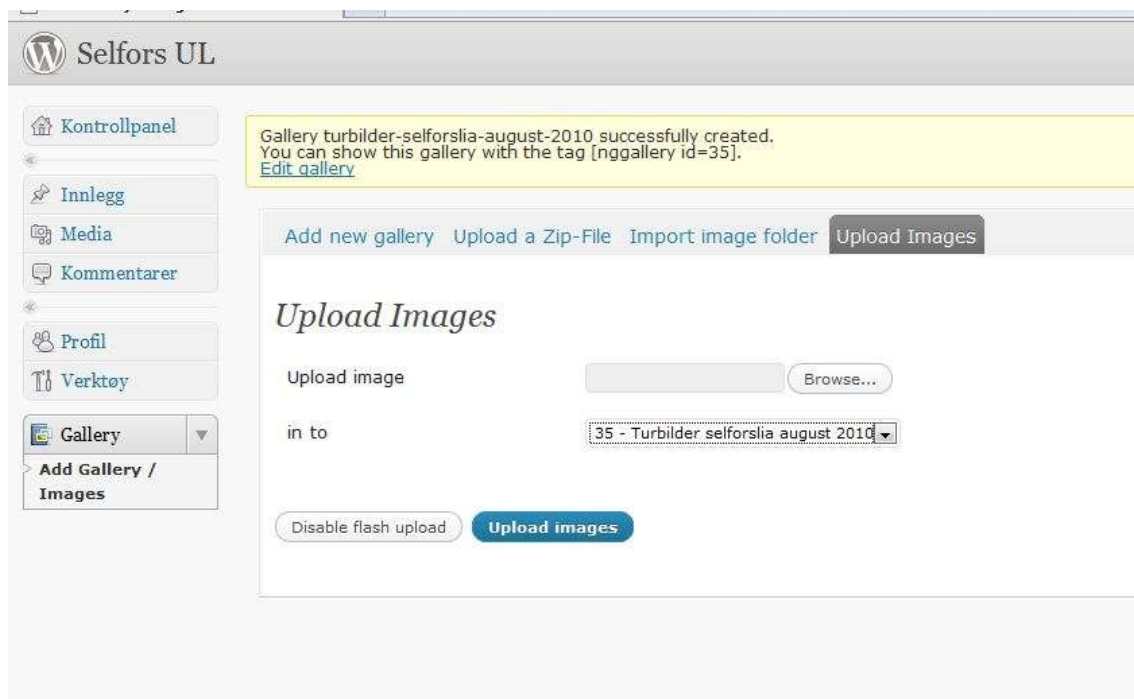 Selfors UL
Kontrollpanel
Innlegg
Media
Kommentarer
Profil
Verktøy
Gallery
Add Gallery /
Images
Gallery turbilder-selforslia-august-2010 successfully created.
You can show this gallery with the tag [nggallery id=35].
Edit gallery
Add new gallery Upload a Zip-File Import image folder Upload Images
Upload Images
Upload image Browse...
in to 35 - Turbilder selforslia august 2010
Disable flash upload Upload images